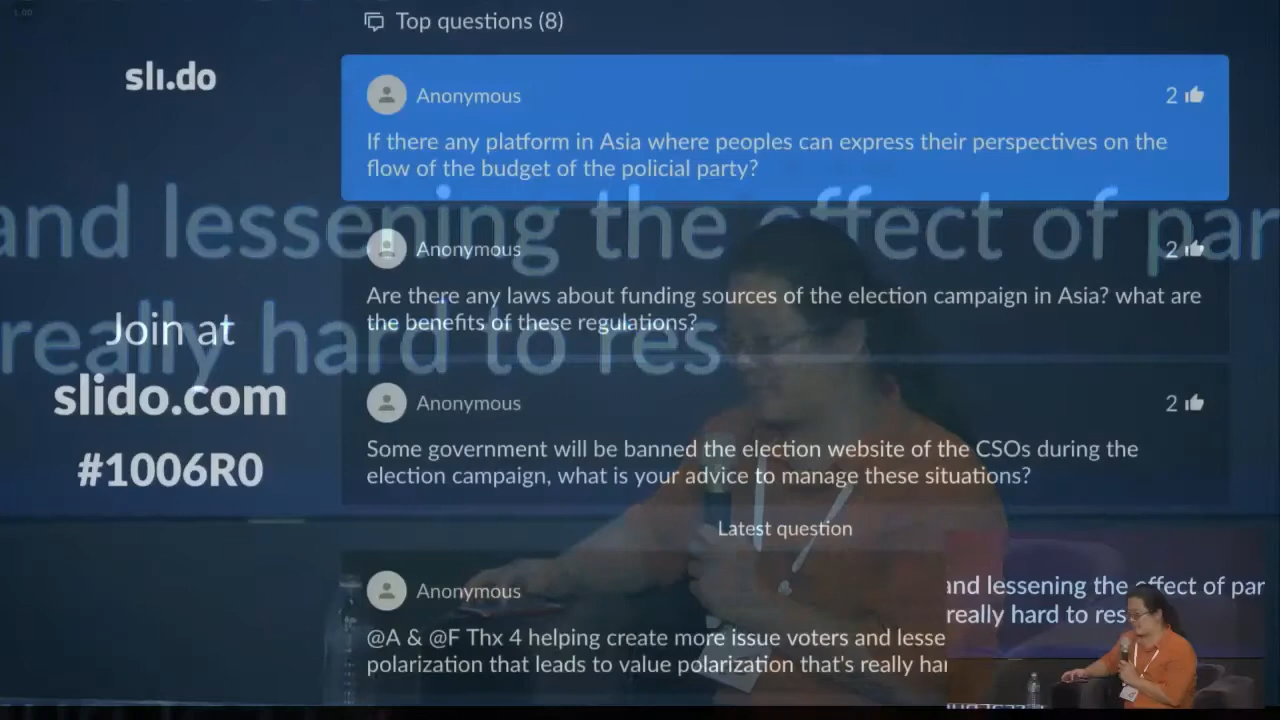 Top questions (8)
sli.do
Anonymous
2
If there any platform in Asia where peoples can express their perspectives on the
flow of the budget of the policial party?
and lessening the effect of par
really hard to res
Anonymous
2
Are there any laws about funding sources of the election campaign in Asia? what are
the benefits of these regulations?
Join at
slido.com
#1006R0
Anonymous
2
Some government will be banned the election website of the CSOs during the
election campaign, what is your advice to manage these situations?
Latest question
Anonymous
@A & @F Thx 4 helping create more issue voters and lesse
polarization that leads to value polarization that's really har
and lessening the effect of par
really hard to res